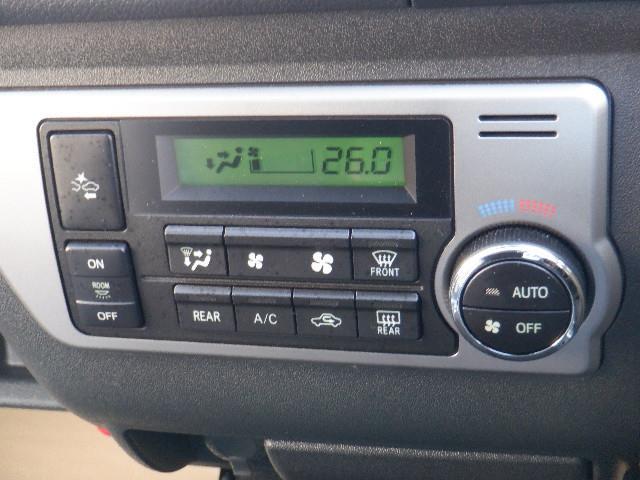 26.0
ON
ROOM
OFF
FRONT
REAR
A/C
REAR
AUTO
OFF